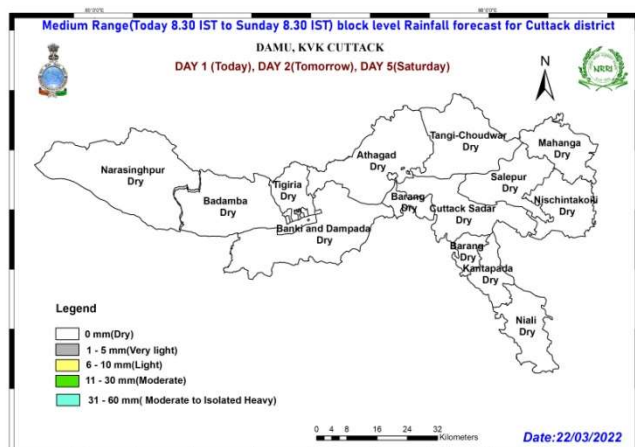 Medium Range(Today 8.30 IST to Sunday 8.30 IST) block level Rainfall forecast for Cuttack district
DAMU, KVK CUTTACK
DAY 1 (Today), DAY 2(Tomorrow), DAY 5(Saturday)
NRRI
N
Narasinghpur
Dry
Badamba
Dry
Tigiria
Dry
Banki and Dampada
Dry
Athagad
Dry
Tangi-Choudwar
Dry
Mahanga
Dry
Salepur
Dry
Nischintakoili
Dry
Barang
Dry
Cuttack Sadar
Dry
Barang
Dry
Kantapada
Dry
Niali
Dry
Legend
0 mm(Dry)
1 - 5 mm(Very light)
6 - 10 mm(Light)
11 - 30 mm(Moderate)
31 - 60 mm( Moderate to Isolated Heavy)
0 4 8 16 24 32
Kilometers
Date:22/03/2022